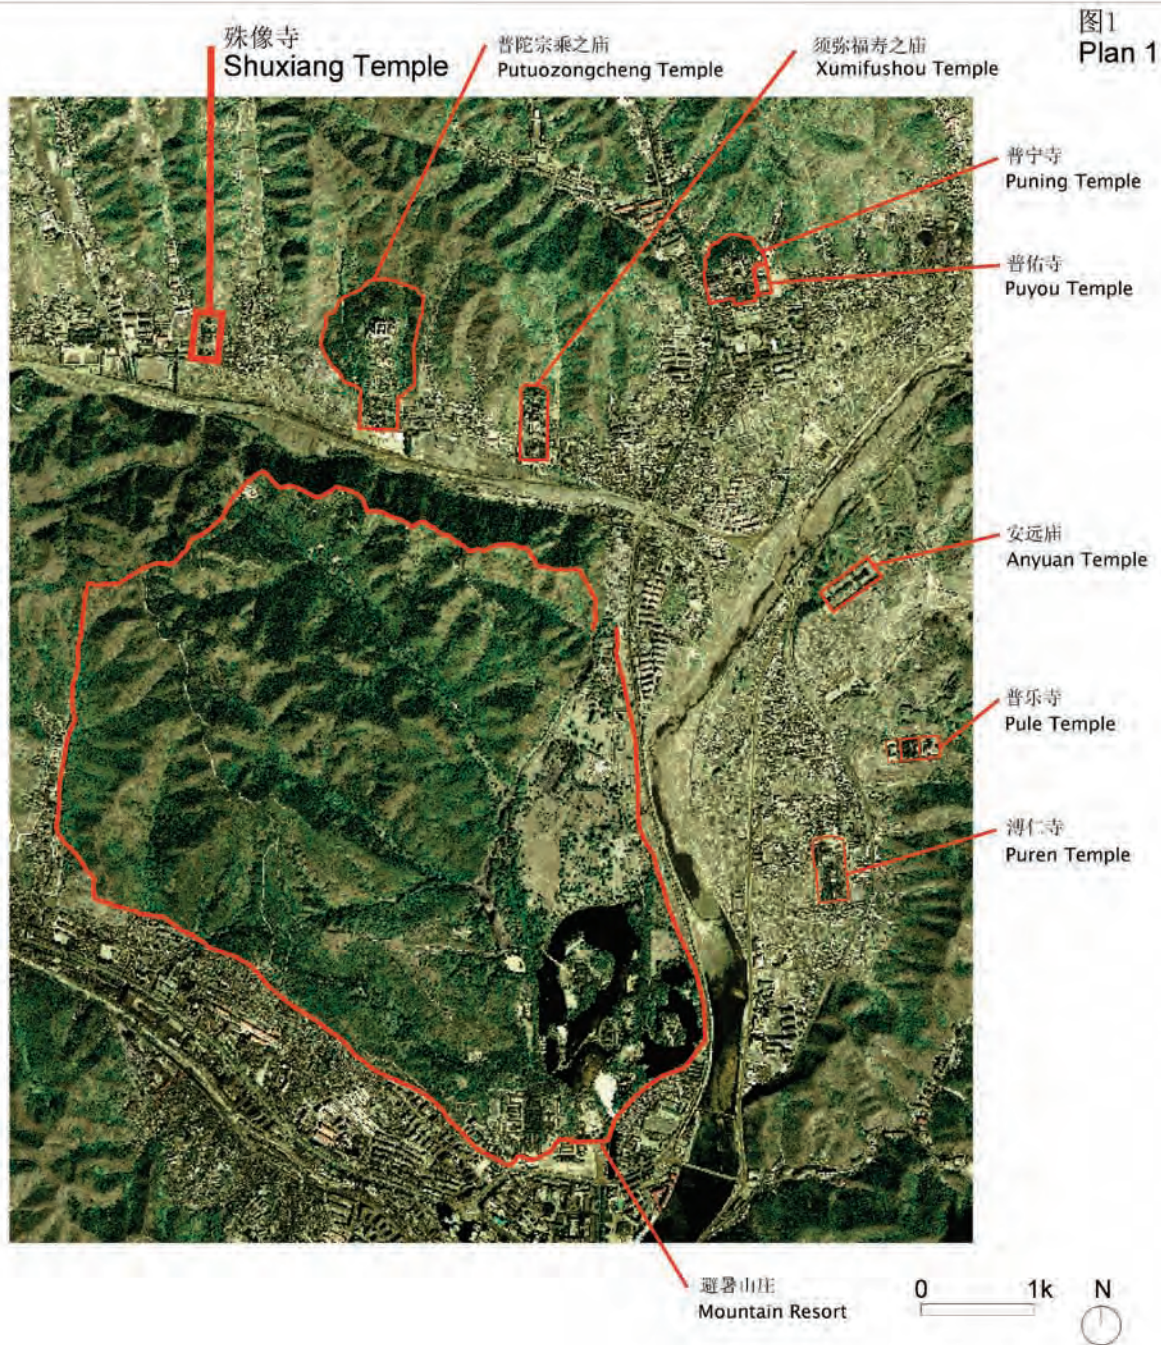 图1
Plan 1
殊像寺
Shuxiang Temple
普陀宗乘之庙
Putuozongcheng Temple
须弥福寿之庙
Xumifushou Temple
普宁寺
Puning Temple
普佑寺
Puyou Temple
安远庙
Anyuan Temple
普乐寺
Pule Temple
溥仁寺
Puren Temple
避暑山庄
Mountain Resort
0 1k
N